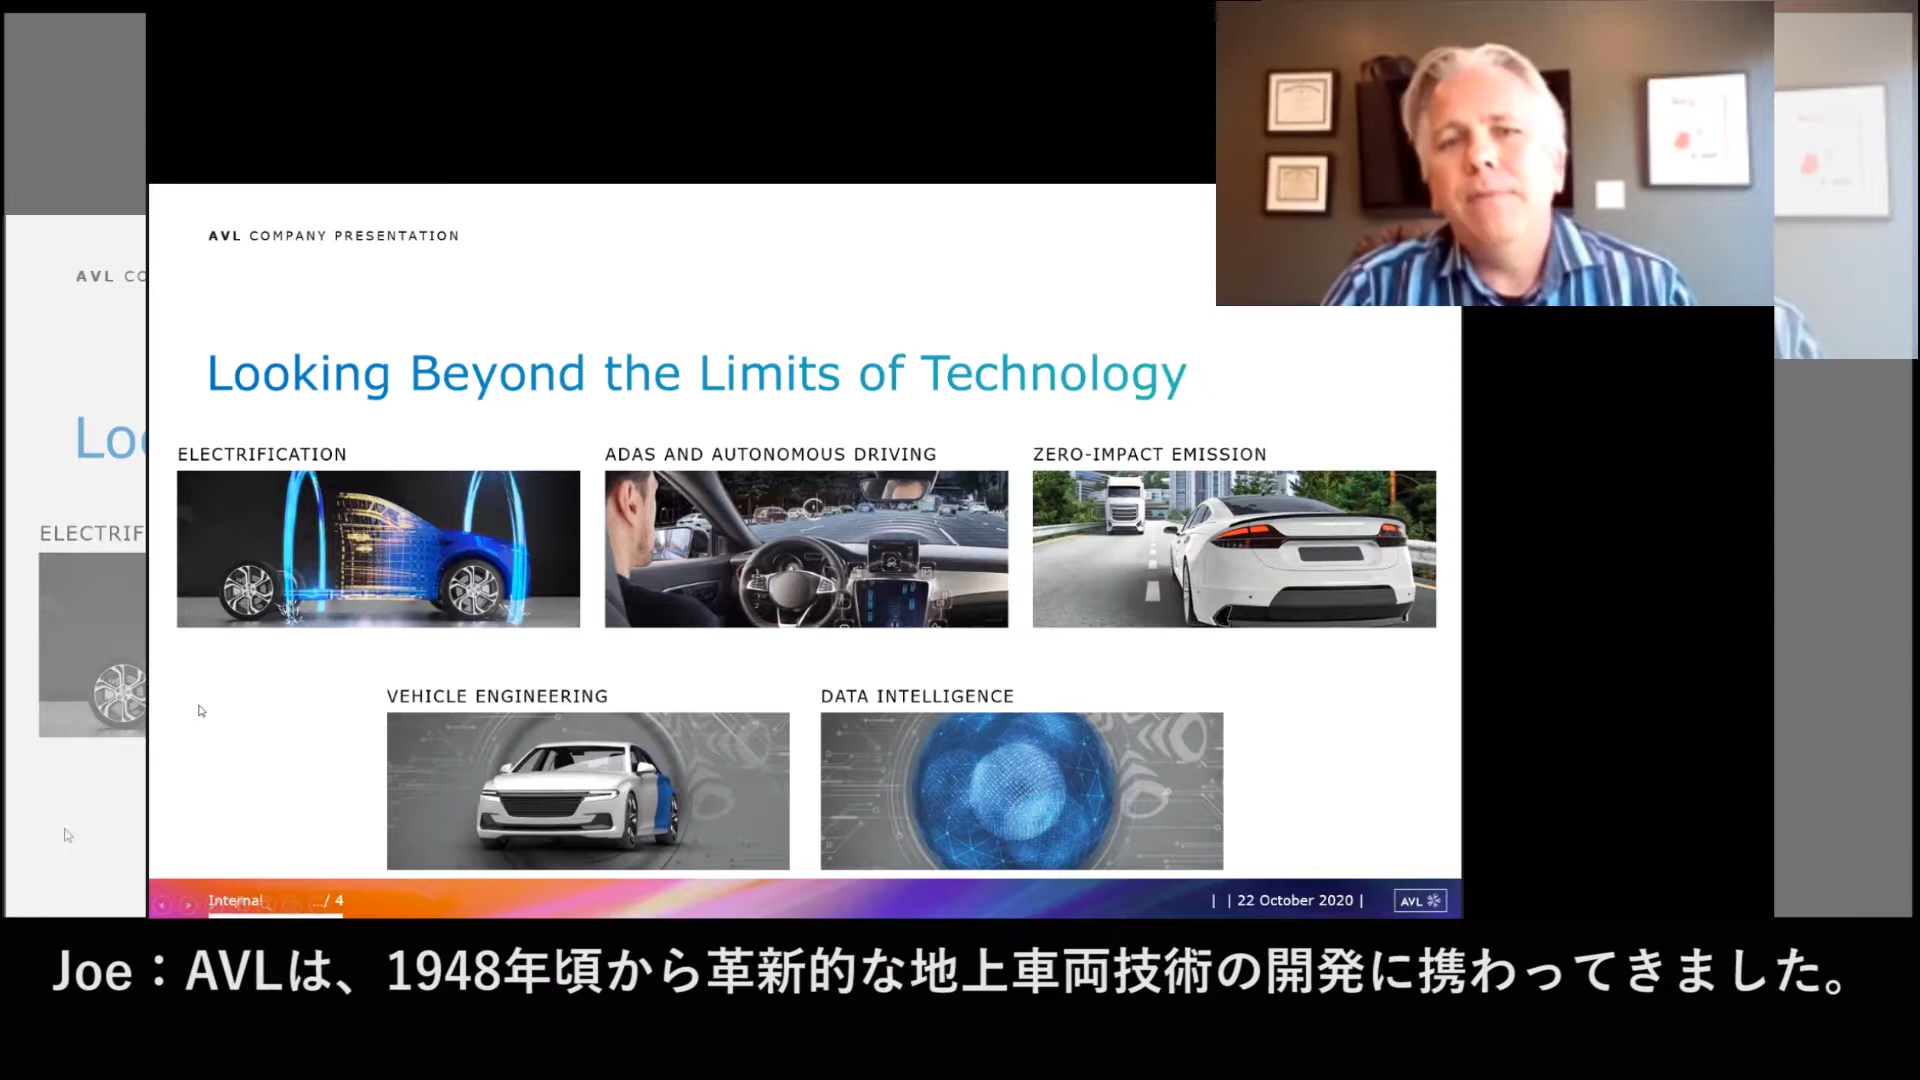 AVL COMPANY PRESENTATION
AVL CO
Looking Beyond the Limits of Technology
Loo
ELECTRIFICATION
ADAS AND AUTONOMOUS DRIVING
ZERO-IMPACT EMISSION
ELECTRIF
VEHICLE ENGINEERING
DATA INTELLIGENCE
Internal .../ 4
| | 22 October 2020 |
AVL
Joe：AVLは、1948年頃から革新的な地上車両技術の開発に携わってきました。